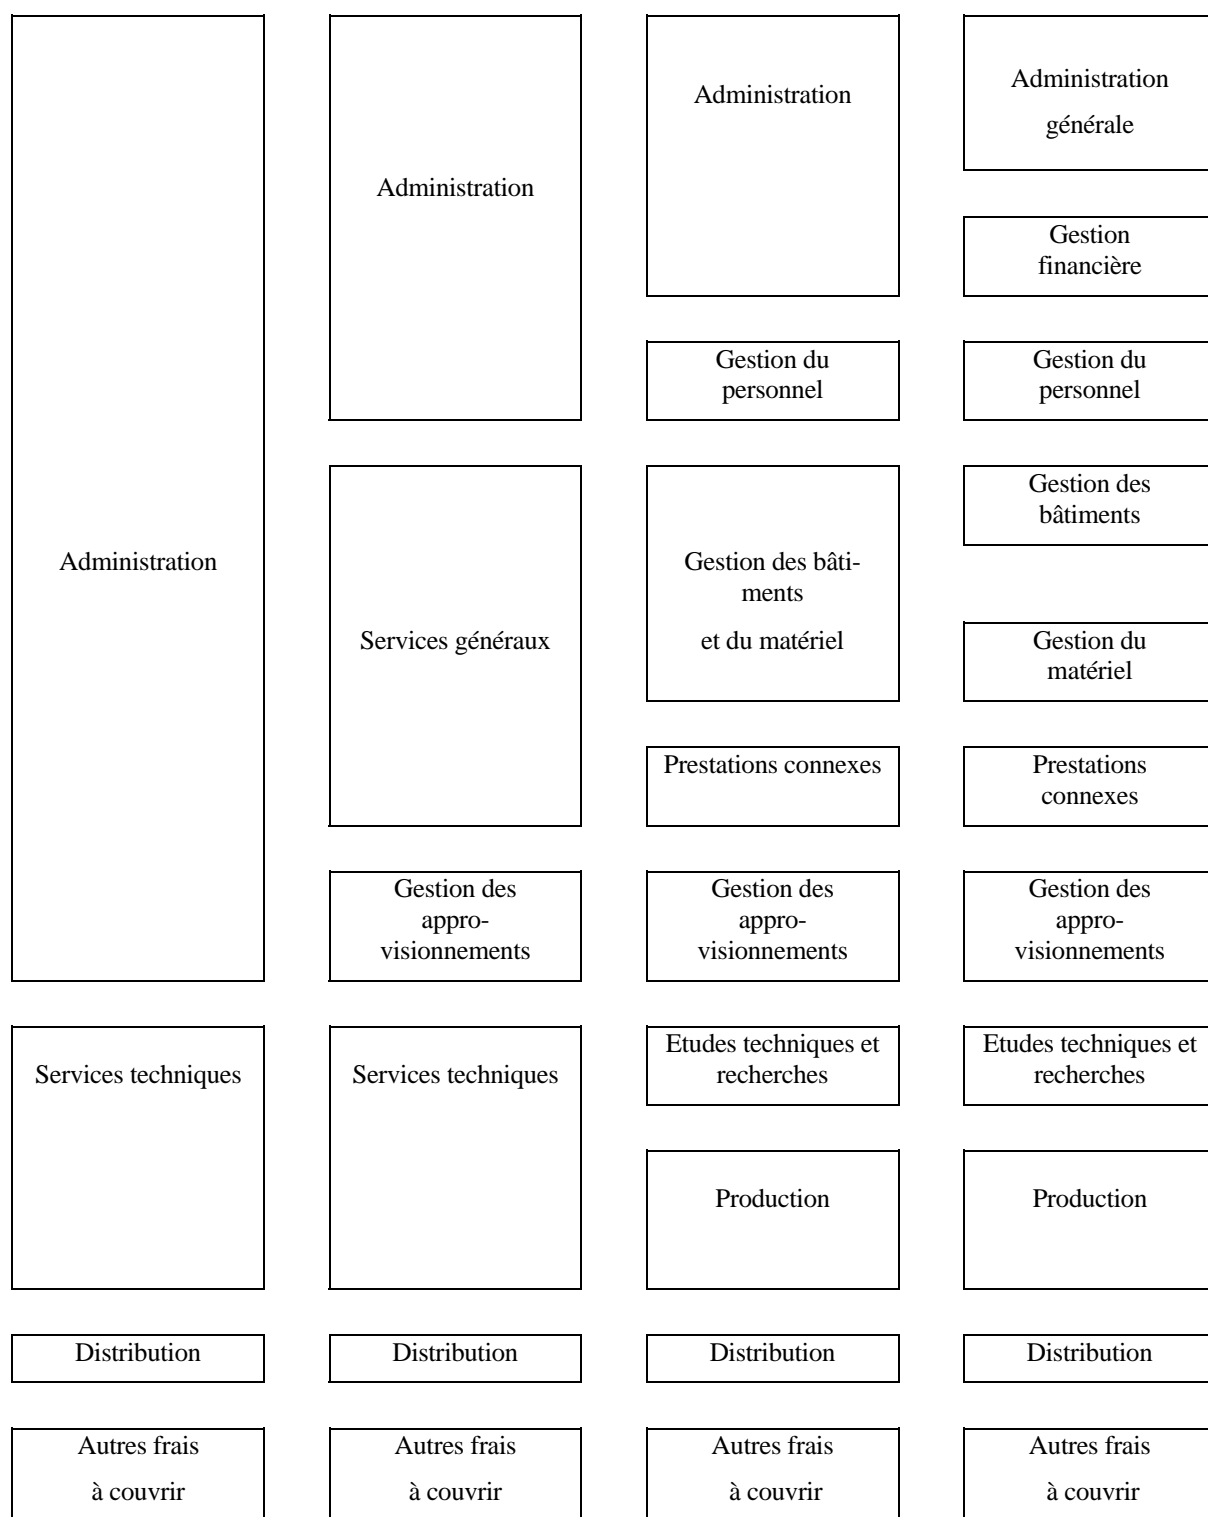 Administration
Administration
Administration
Administration
générale
Gestion
financière
Gestion du
personnel
Gestion du
personnel
Administration
Services généraux
Gestion des bâti-
ments
et du matériel
Gestion des
bâtiments
Gestion du
matériel
Prestations connexes
Prestations
connexes
Gestion des
appro-
visionnements
Gestion des
appro-
visionnements
Gestion des
appro-
visionnements
Services techniques
Services techniques
Etudes techniques et
recherches
Etudes techniques et
recherches
Production
Production
Distribution
Distribution
Distribution
Distribution
Autres frais
à couvrir
Autres frais
à couvrir
Autres frais
à couvrir
Autres frais
à couvrir